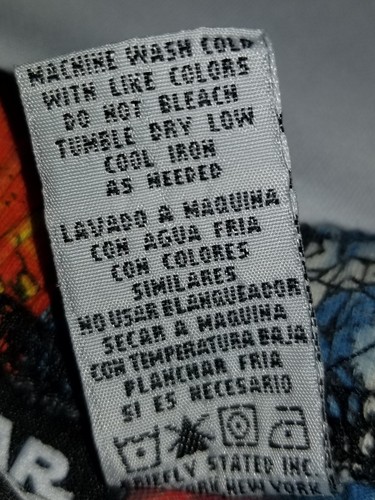 MACHINE WASH COLD
WITH LIKE COLORS
DO NOT BLEACH
TUMBLE DRY LOW
COOL IRON
AS NEEDED
LAVADO A MAQUINA
CON AGUA FRIA
CON COLORES
SIMILARES
NO USAR BLANQUEADOR
SECAR A MAQUINA
CON TEMPERATURA BAJA
PLANCHAR FRIA
SI ES NECESARIO
BRIEFLY STATED INC.
YORK NEW YORK
AR